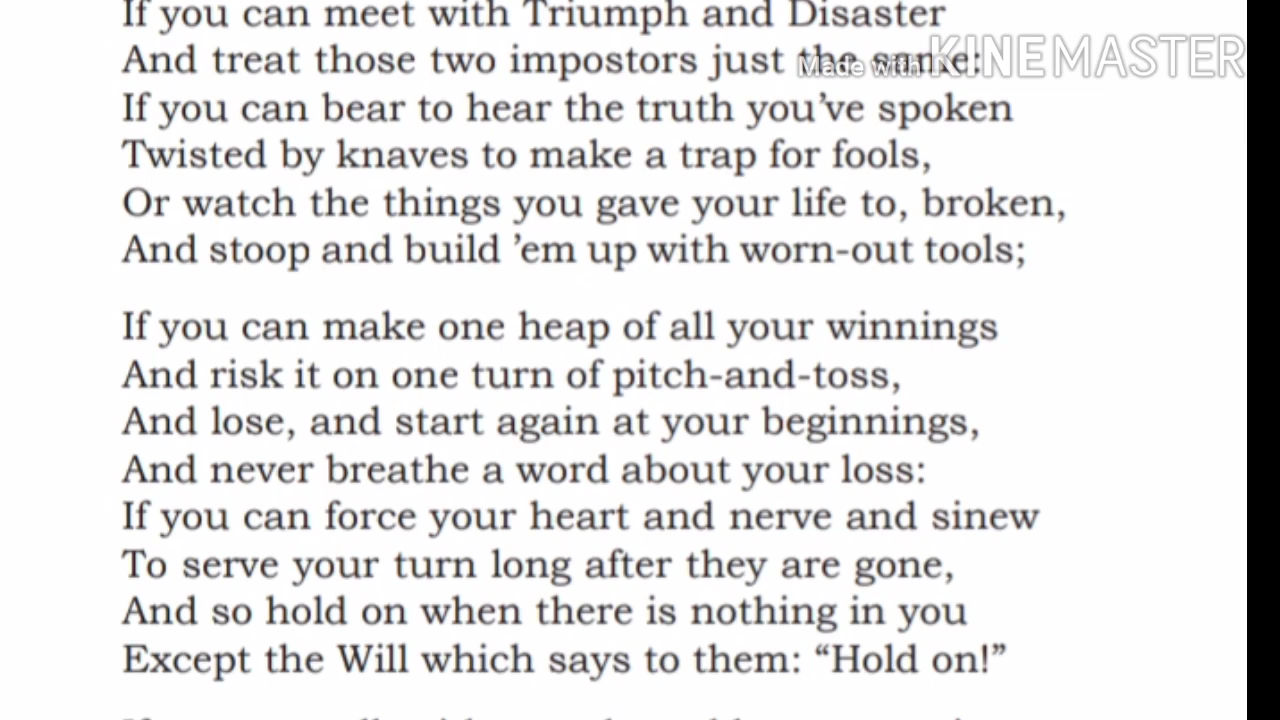 If you can meet with Triumph and Disaster
And treat those two impostors just the same:
Made with KINEMASTER
If you can bear to hear the truth you’ve spoken
Twisted by knaves to make a trap for fools,
Or watch the things you gave your life to, broken,
And stoop and build ’em up with worn-out tools;
If you can make one heap of all your winnings
And risk it on one turn of pitch-and-toss,
And lose, and start again at your beginnings,
And never breathe a word about your loss:
If you can force your heart and nerve and sinew
To serve your turn long after they are gone,
And so hold on when there is nothing in you
Except the Will which says to them: “Hold on!”